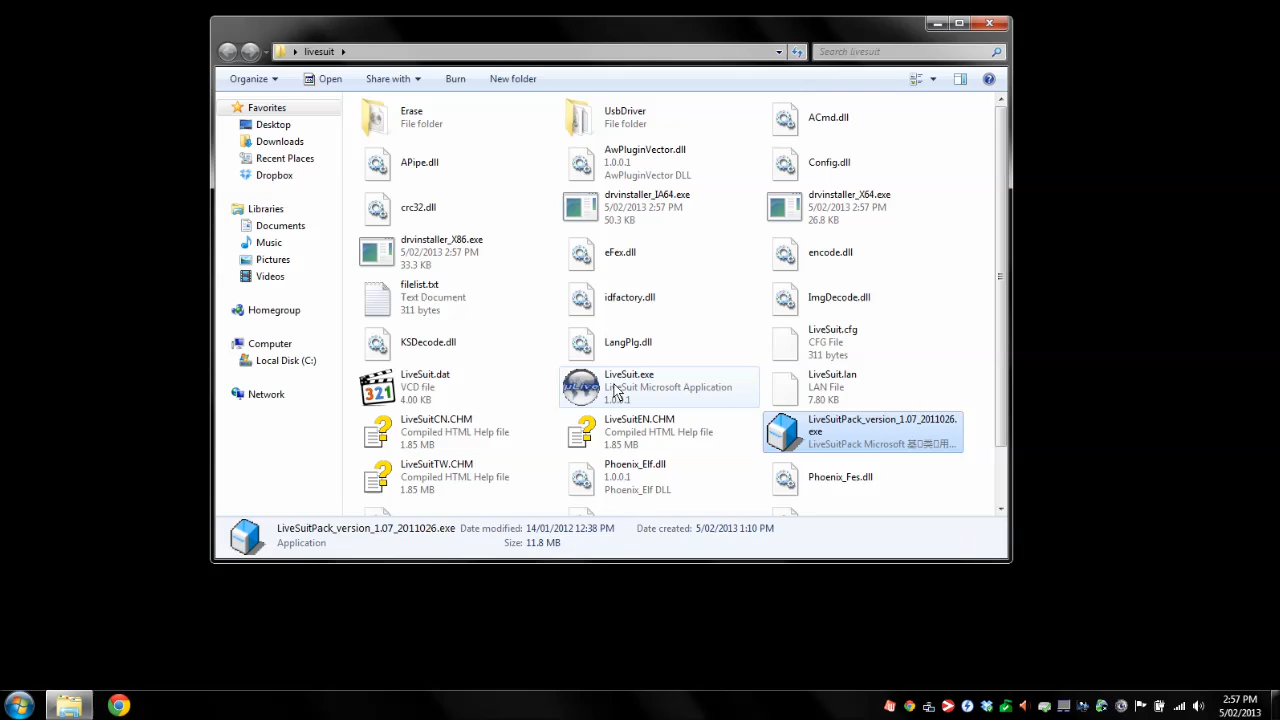 livesuit
Search livesuit
Organize
Open
Share with
Burn
New folder
Favorites
Desktop
Downloads
Recent Places
Dropbox
Libraries
Documents
Music
Pictures
Videos
Homegroup
Computer
Local Disk (C:)
Network
Erase
File folder
UsbDriver
File folder
ACmd.dll
APipe.dll
AwPluginVector.dll
1.0.0.1
AwPluginVector DLL
Config.dll
crc32.dll
drvinstaller_IA64.exe
5/02/2013 2:57 PM
50.3 KB
drvinstaller_X64.exe
5/02/2013 2:57 PM
26.8 KB
drvinstaller_X86.exe
5/02/2013 2:57 PM
33.3 KB
eFex.dll
encode.dll
filelist.txt
Text Document
311 bytes
idfactory.dll
ImgDecode.dll
KSDecode.dll
LangPlg.dll
LiveSuit.cfg
CFG File
311 bytes
321
LiveSuit.dat
VCD file
4.00 KB
LiveSuit.exe
LiveSuit Microsoft Application
LiveSuit.lan
LAN File
7.80 KB
LiveSuitCN.CHM
Compiled HTML Help file
1.85 MB
LiveSuitEN.CHM
Compiled HTML Help file
1.85 MB
LiveSuitPack_version_1.07_2011026.
exe
LiveSuitPack Microsoft 基□类□用...
LiveSuitTW.CHM
Compiled HTML Help file
1.85 MB
Phoenix_Elf.dll
1.0.0.1
Phoenix_Elf DLL
Phoenix_Fes.dll
LiveSuitPack_version_1.07_2011026.exe Date modified: 14/01/2012 12:38 PM Date created: 5/02/2013 1:10 PM
Application Size: 11.8 MB
2:57 PM
5/02/2013